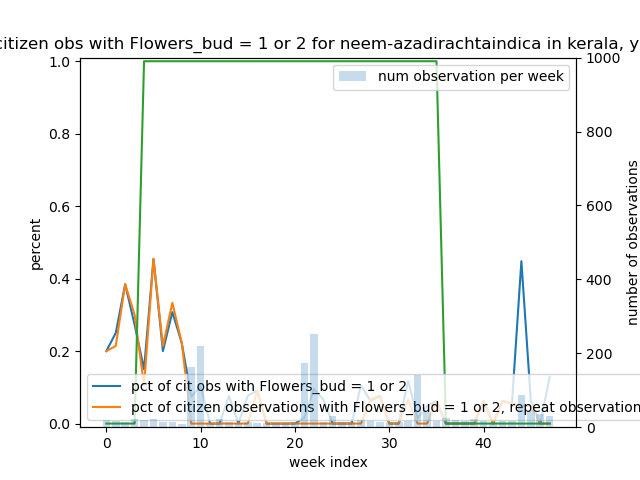 citizen obs with Flowers_bud = 1 or 2 for neem-azadirachtaindica in kerala, y
num observation per week
1.0
0.8
0.6
0.4
0.2
0.0
percent
1000
800
600
400
200
0
number of observations
pct of cit obs with Flowers_bud = 1 or 2
pct of citizen observations with Flowers_bud = 1 or 2, repeat observation
0 10 20 30 40
week index